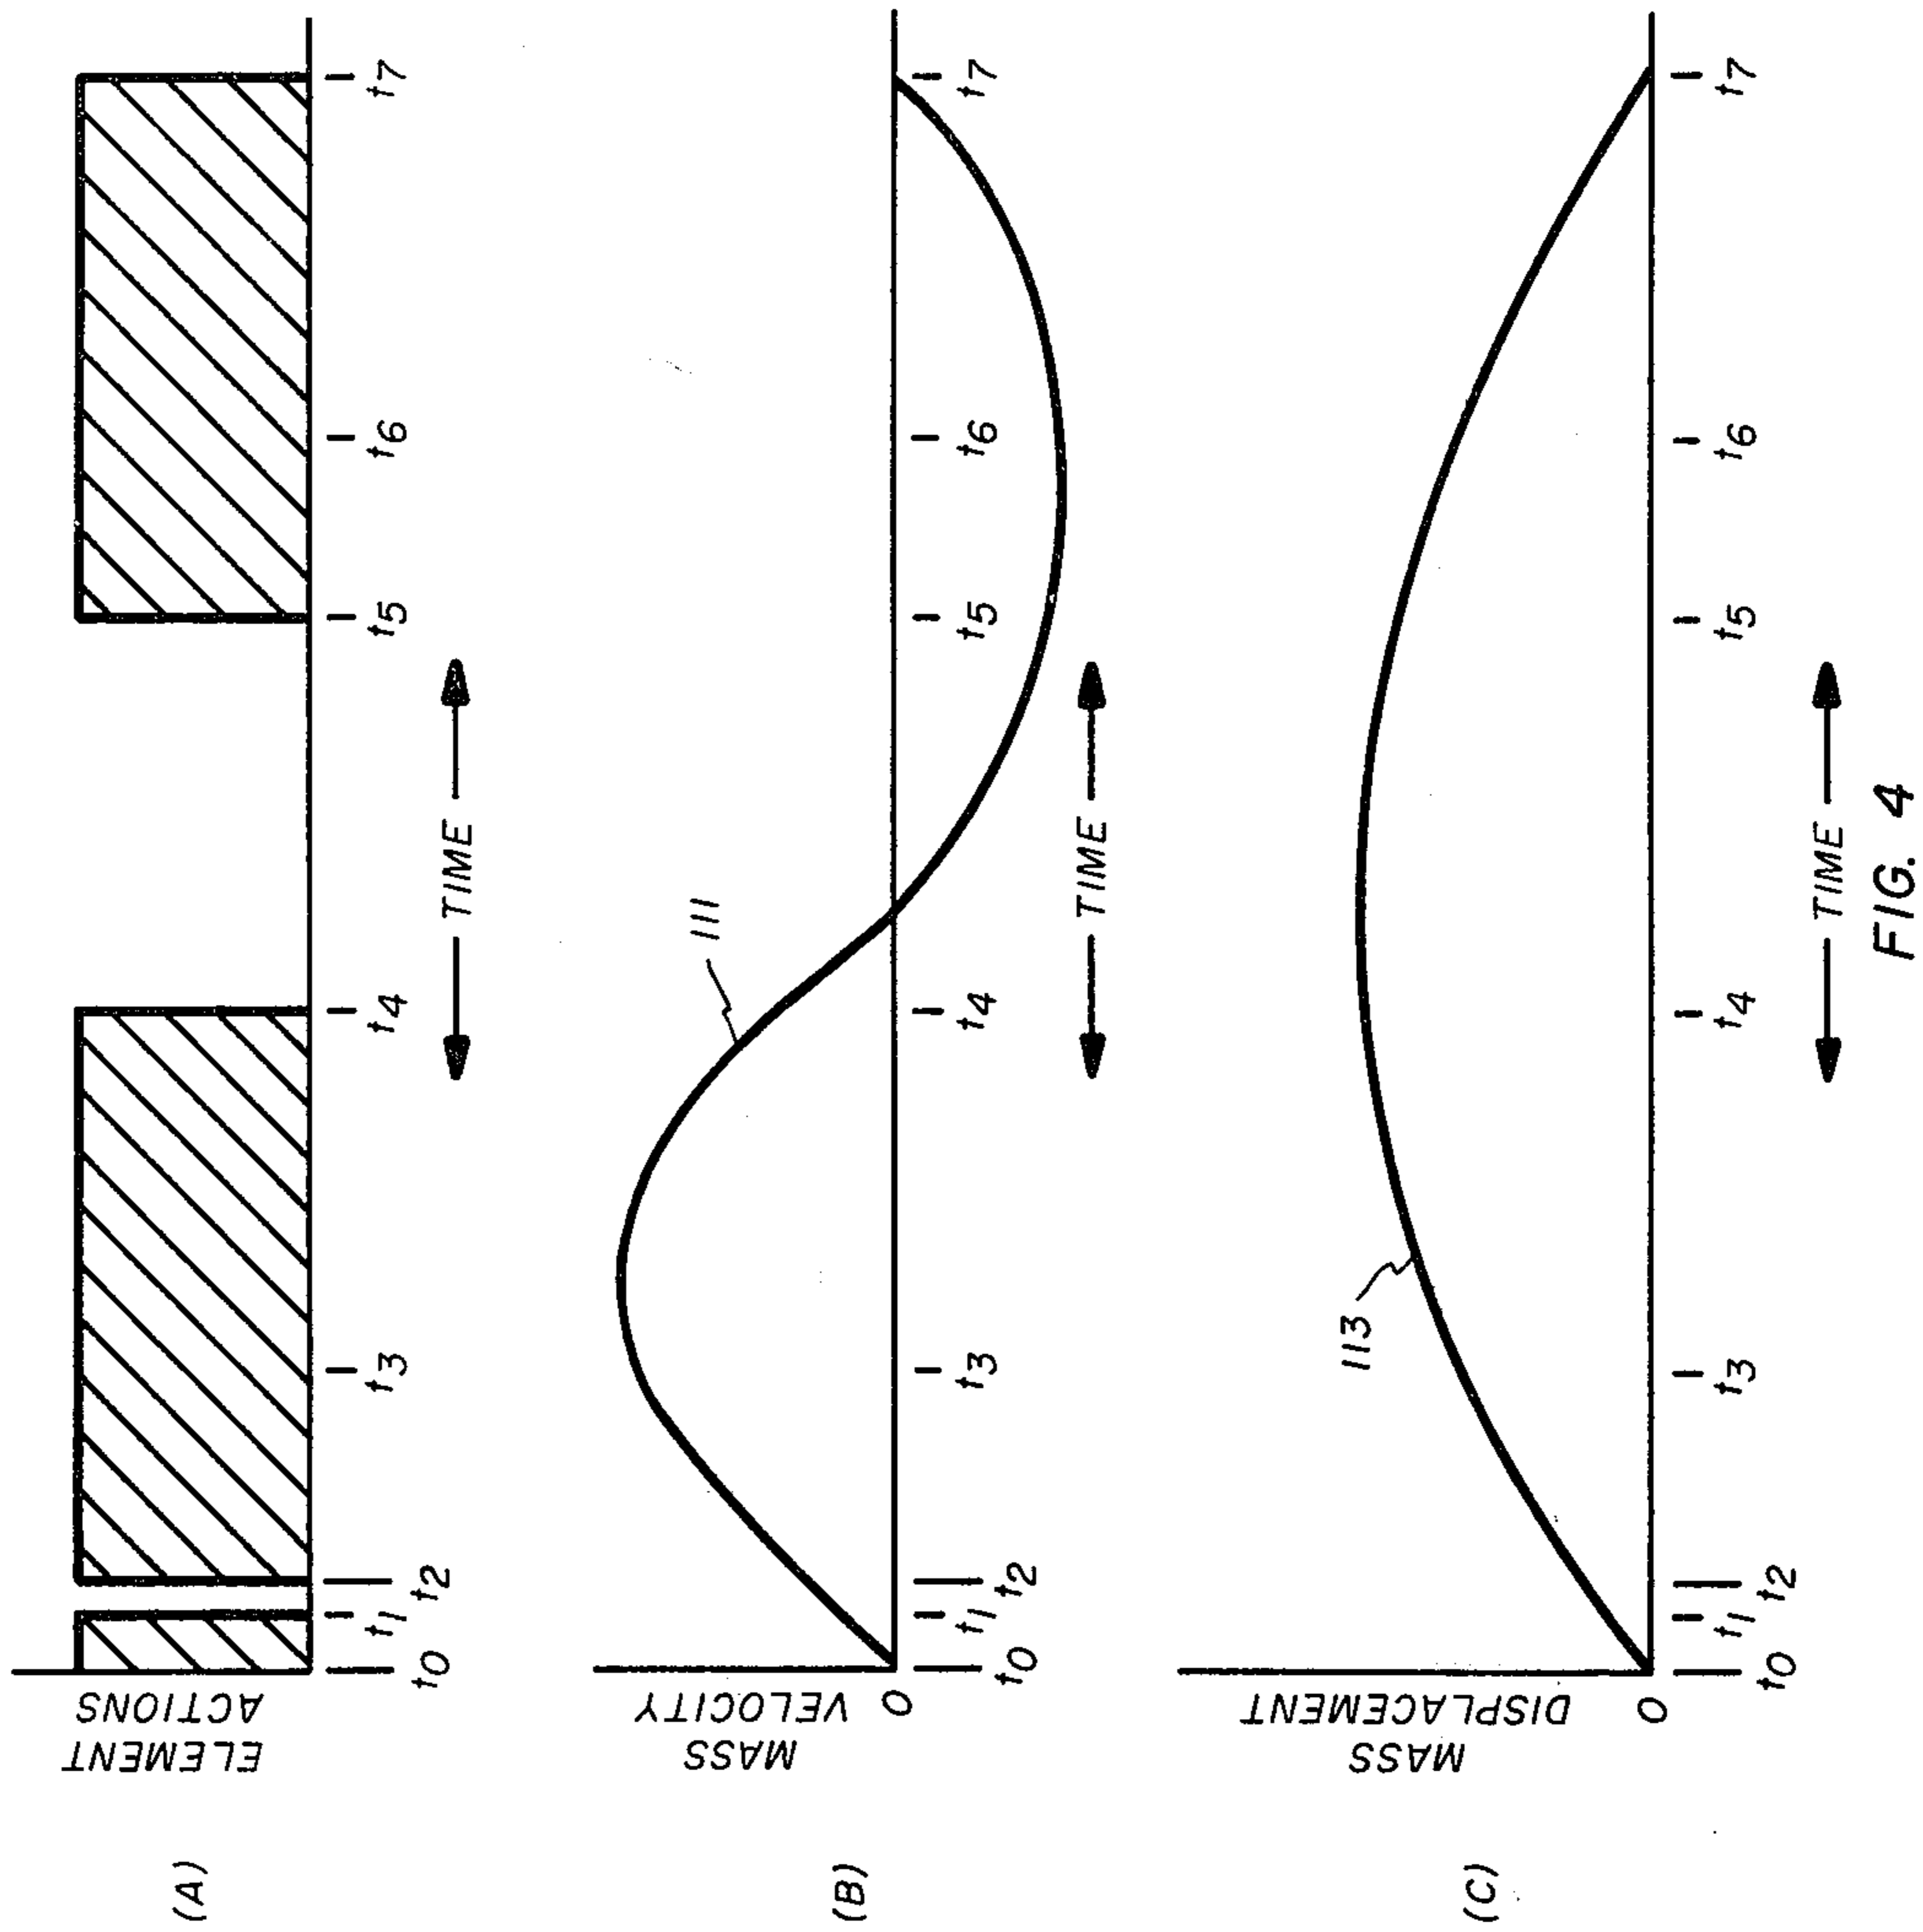 (A)
ELEMENT
ACTIONS
t0 t1 t2 t3 t4 t5 t6 t7
TIME
(B)
MASS
VELOCITY
0
111
t0 t1 t2 t3 t4 t5 t6 t7
TIME
(C)
MASS
DISPLACEMENT
0
113
t0 t1 t2 t3 t4 t5 t6 t7
TIME
FIG. 4